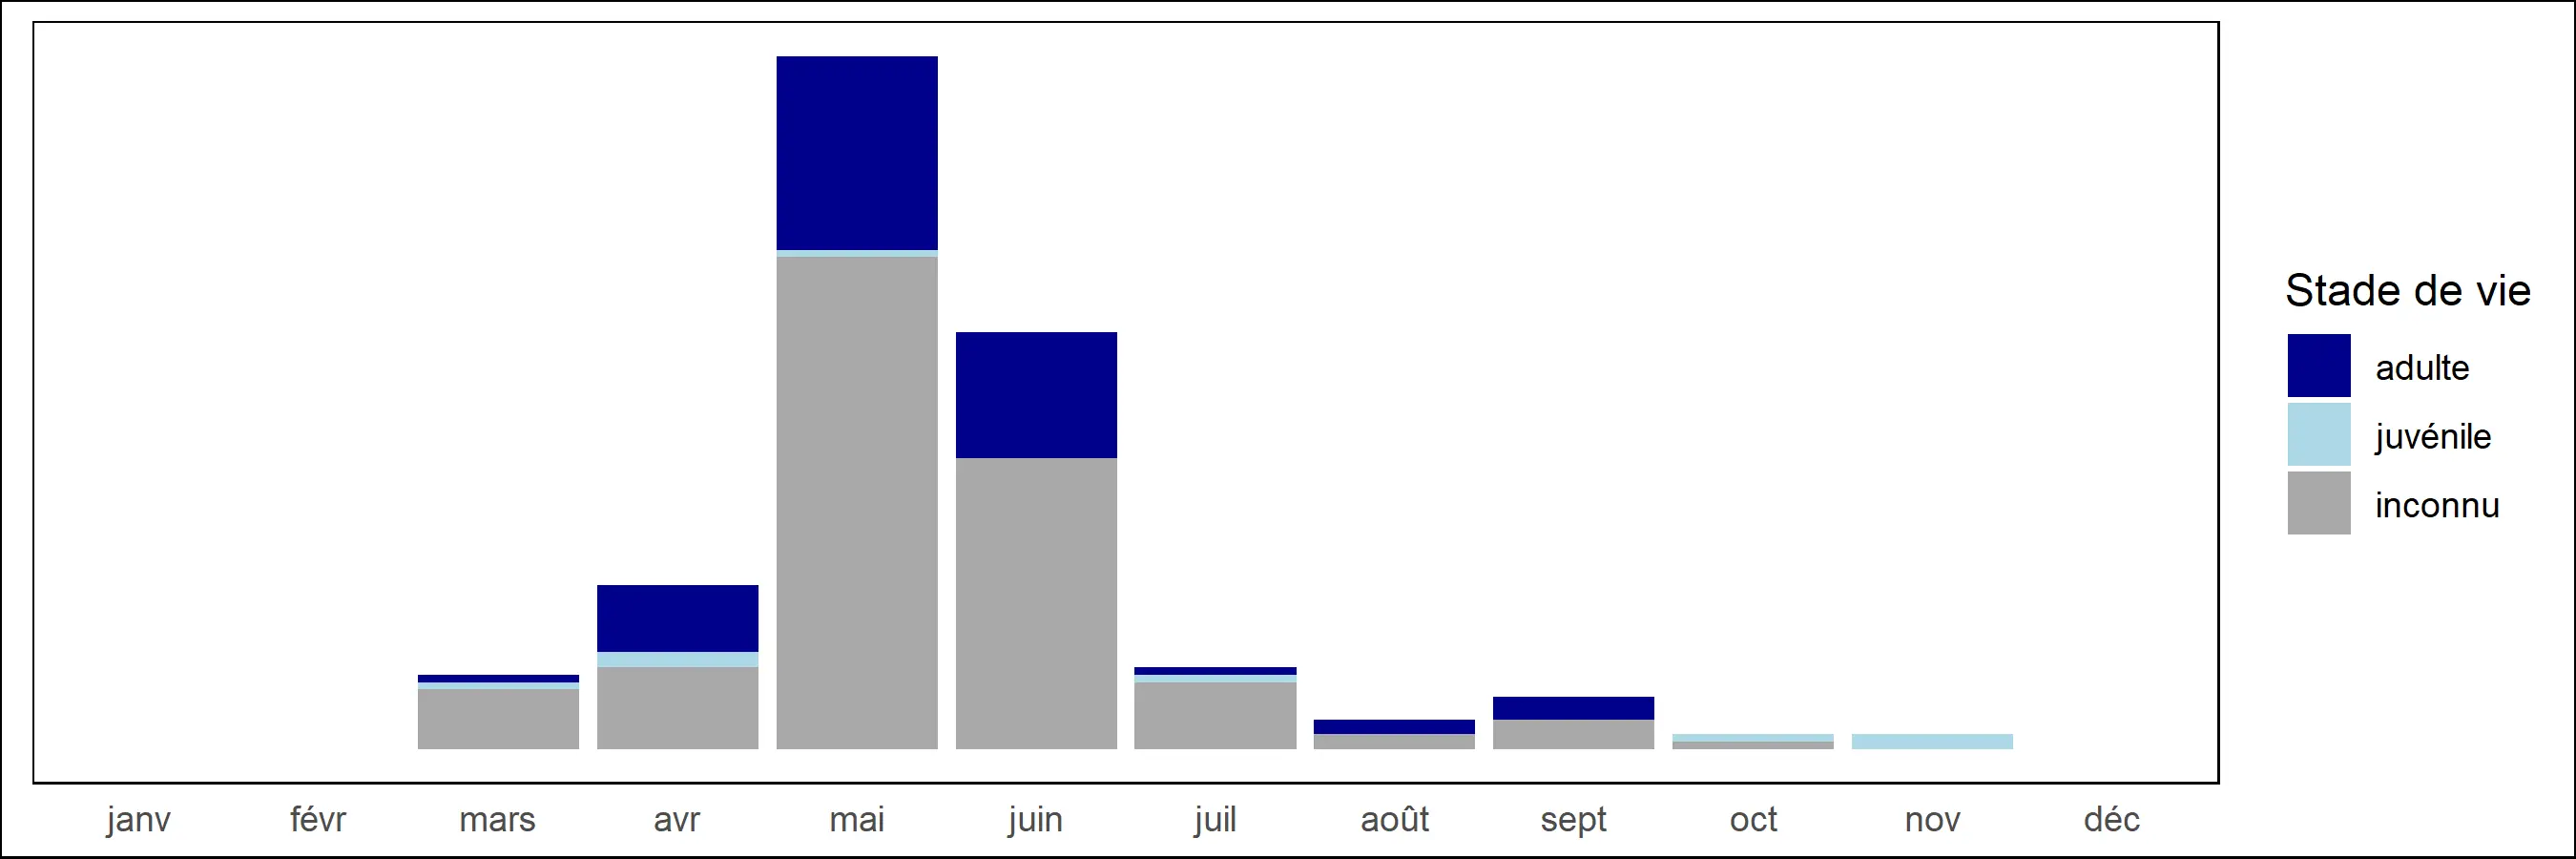 Stade de vie
adulte
juvénile
inconnu
janv févr mars avr mai juin juil août sept oct nov déc